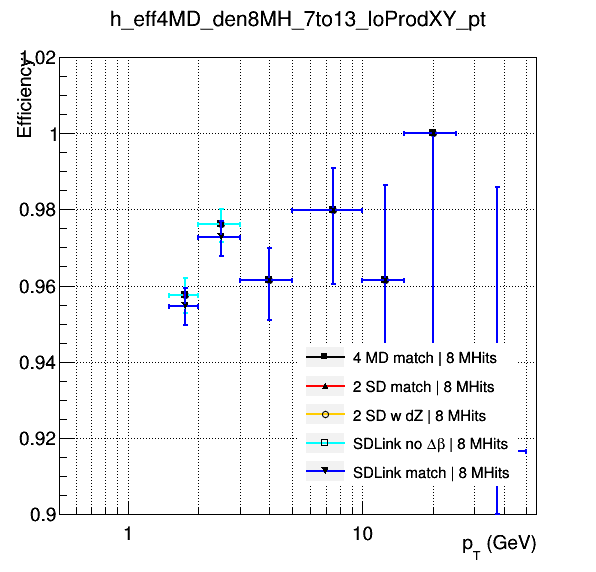 h_eff4MD_den8MH_7to13_loProdXY_pt
Efficiency
1.02
1
0.98
0.96
0.94
0.92
0.9
4 MD match | 8 MHits
2 SD match | 8 MHits
2 SD w dZ | 8 MHits
SDLink no Δβ | 8 MHits
SDLink match | 8 MHits
1
10
p_T (GeV)